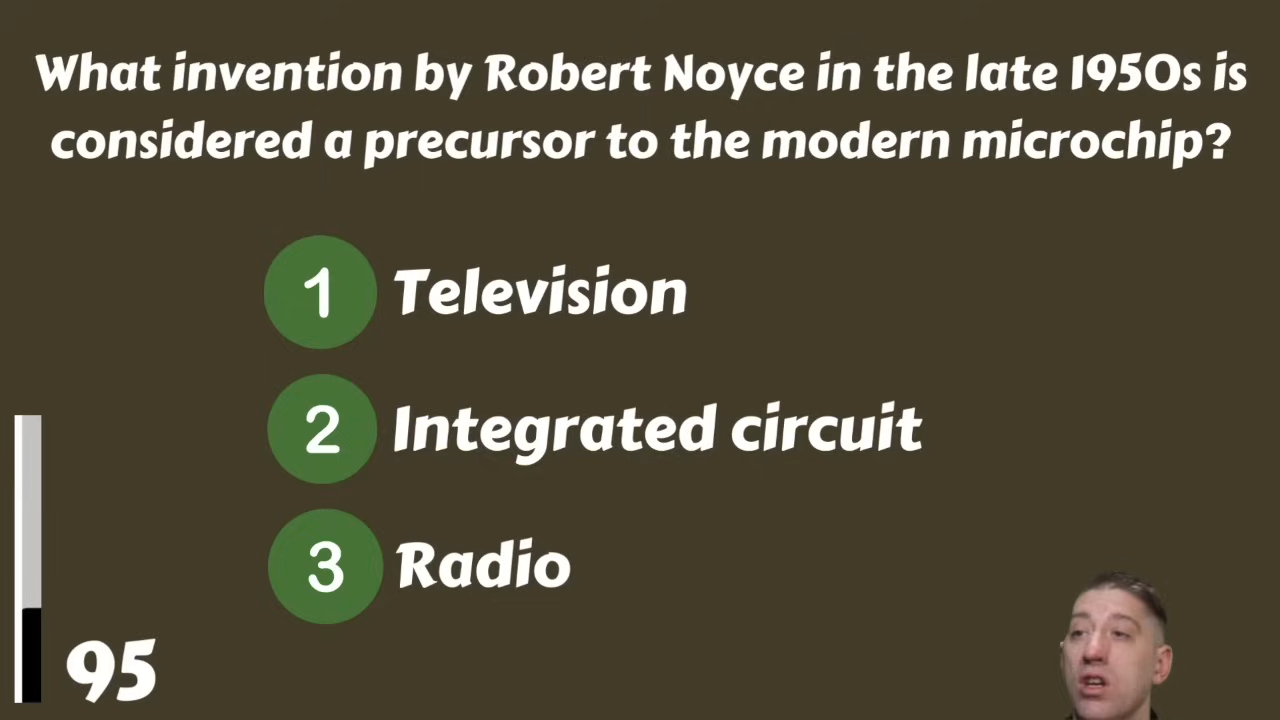 What invention by Robert Noyce in the late 1950s is
considered a precursor to the modern microchip?
1 Television
2 Integrated circuit
3 Radio
95